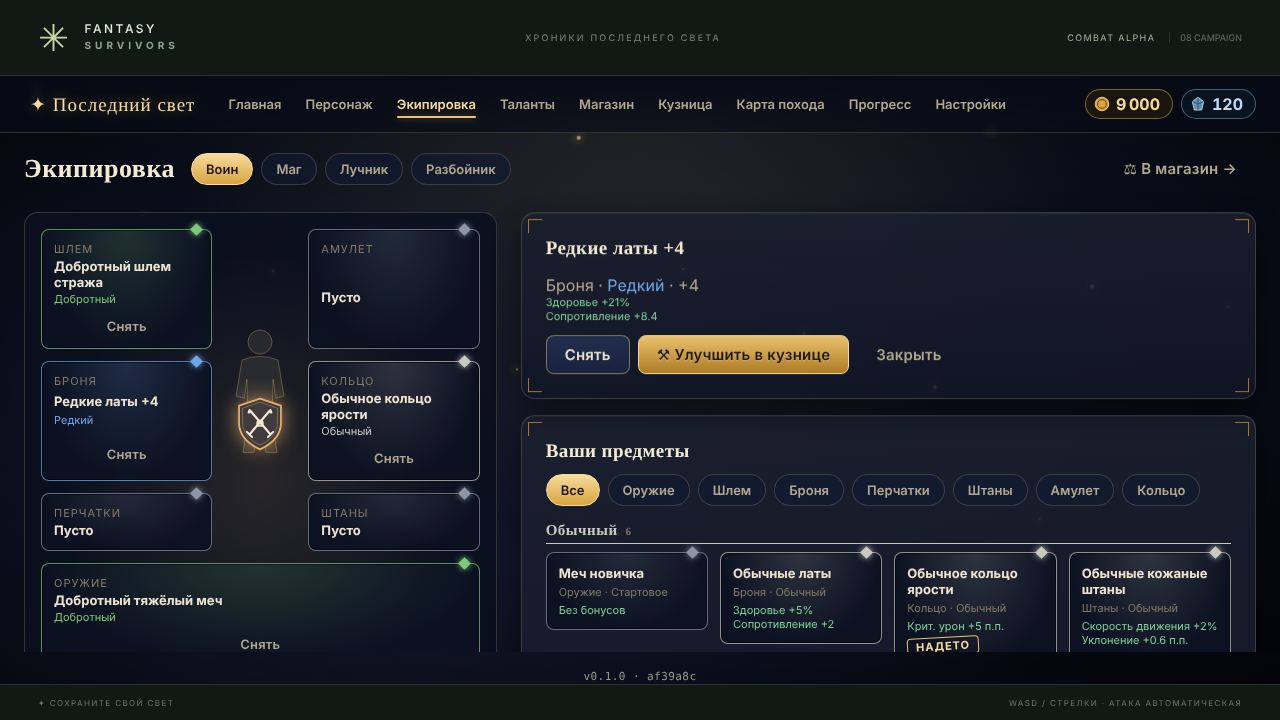 FANTASY
SURVIVORS
ХРОНИКИ ПОСЛЕДНЕГО СВЕТА
COMBAT ALPHA
08 CAMPAIGN
✦ Последний свет
Главная
Персонаж
Экипировка
Таланты
Магазин
Кузница
Карта похода
Прогресс
Настройки
9 000
120
Экипировка
Воин
Маг
Лучник
Разбойник
⚖ В магазин →
ШЛЕМ
Добротный шлем
стража
Добротный
Снять
АМУЛЕТ
Пусто
БРОНЯ
Редкие латы +4
Редкий
Снять
КОЛЬЦО
Обычное кольцо
ярости
Обычный
Снять
ПЕРЧАТКИ
Пусто
ШТАНЫ
Пусто
ОРУЖИЕ
Добротный тяжёлый меч
Добротный
Снять
Редкие латы +4
Броня · Редкий · +4
Здоровье +21%
Сопротивление +8.4
Снять
⚒ Улучшить в кузнице
Закрыть
Ваши предметы
Все
Оружие
Шлем
Броня
Перчатки
Штаны
Амулет
Кольцо
Обычный 6
Меч новичка
Оружие · Стартовое
Без бонусов
Обычные латы
Броня · Обычный
Здоровье +5%
Сопротивление +2
Обычное кольцо
ярости
Кольцо · Обычный
Крит. урон +5 п.п.
НАДЕТО
Обычные кожаные
штаны
Штаны · Обычный
Скорость движения +2%
Уклонение +0.6 п.п.
v0.1.0 · af39a8c
✦ СОХРАНИТЕ СВОЙ СВЕТ
WASD / СТРЕЛКИ · АТАКА АВТОМАТИЧЕСКАЯ